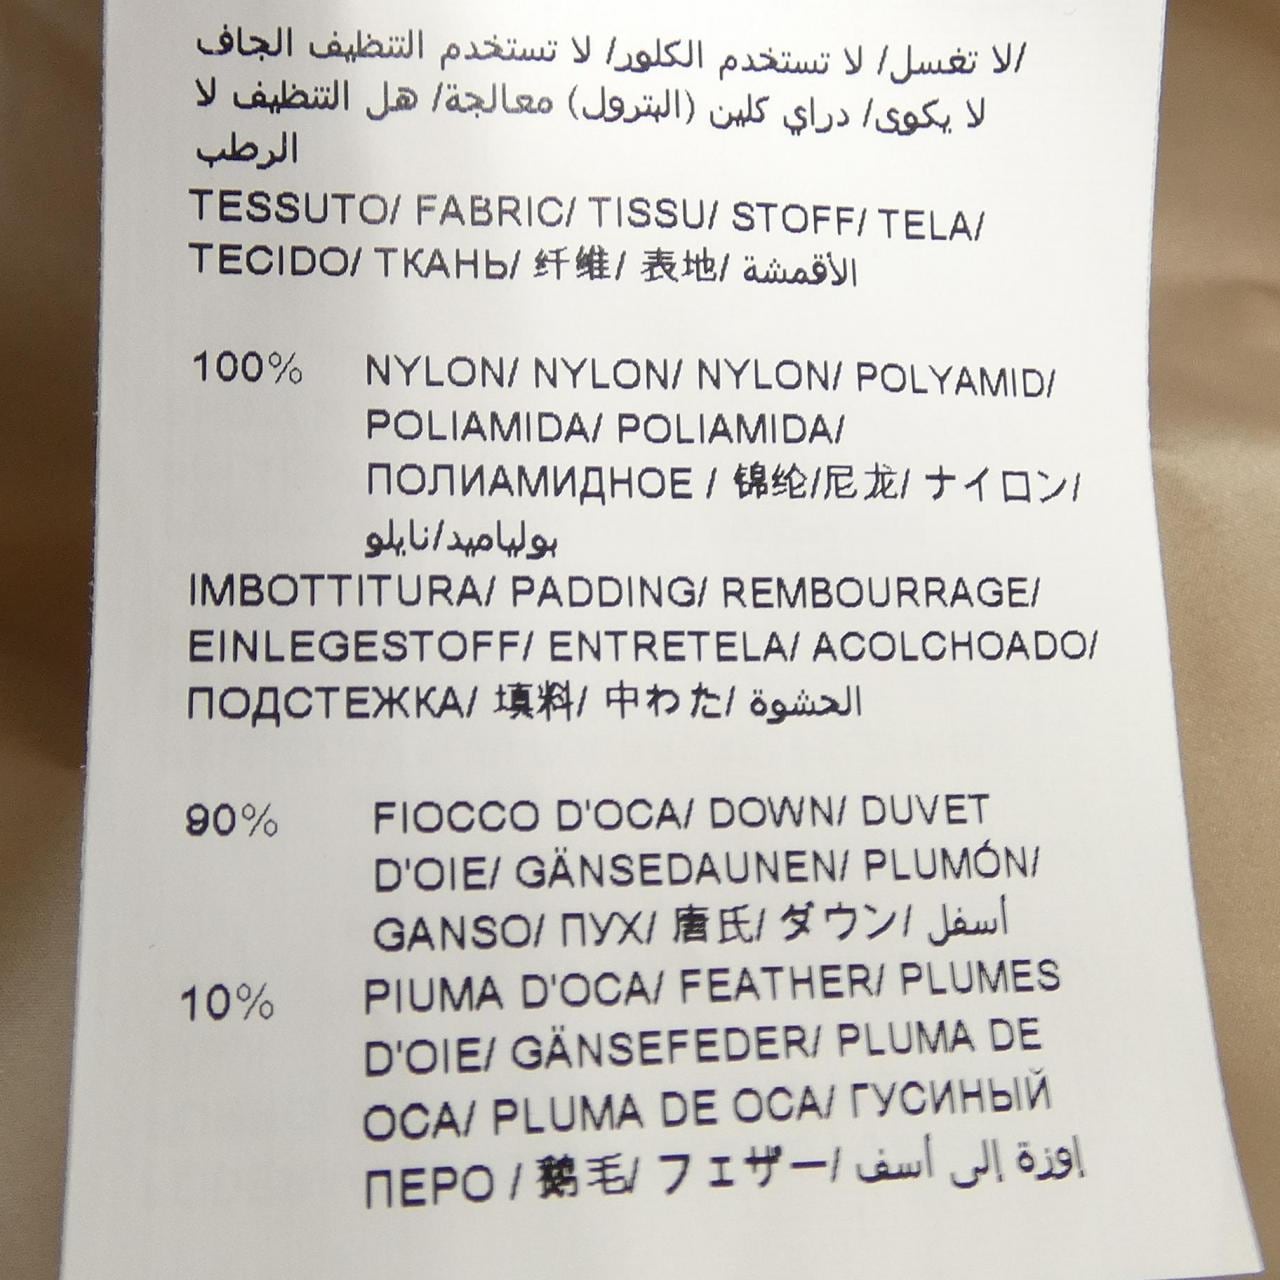 /لا تغسل/ لا تستخدم الكلور/ لا تستخدم التنظيف الجاف
لا يكوى/ دراي كلين (البترول) معالجة/ هل التنظيف لا
الرطب
TESSUTO/ FABRIC/ TISSU/ STOFF/ TELA/
TECIDO/ ТКАНЬ/ 纤维/ 表地/ الأقمشة
100% NYLON/ NYLON/ NYLON/ POLYAMID/
POLIAMIDA/ POLIAMIDA/
ПОЛИАМИДНОЕ / 锦纶/尼龙/ ナイロン/
بولياميد/نايلو
IMBOTTITURA/ PADDING/ REMBOURRAGE/
EINLEGESTOFF/ ENTRETELA/ ACOLCHOADO/
ПОДСТЕЖКА/ 填料/ 中わた/ الحشوة
90% FIOCCO D'OCA/ DOWN/ DUVET
D'OIE/ GÄNSEDAUNEN/ PLUMÓN/
GANSO/ ПУХ/ 唐氏/ ダウン/ أسفل
10% PIUMA D'OCA/ FEATHER/ PLUMES
D'OIE/ GÄNSEFEDER/ PLUMA DE
OCA/ PLUMA DE OCA/ ГУСИНЫЙ
ПЕРО / 鹅毛/ フェザー/ إوزة إلى أسف